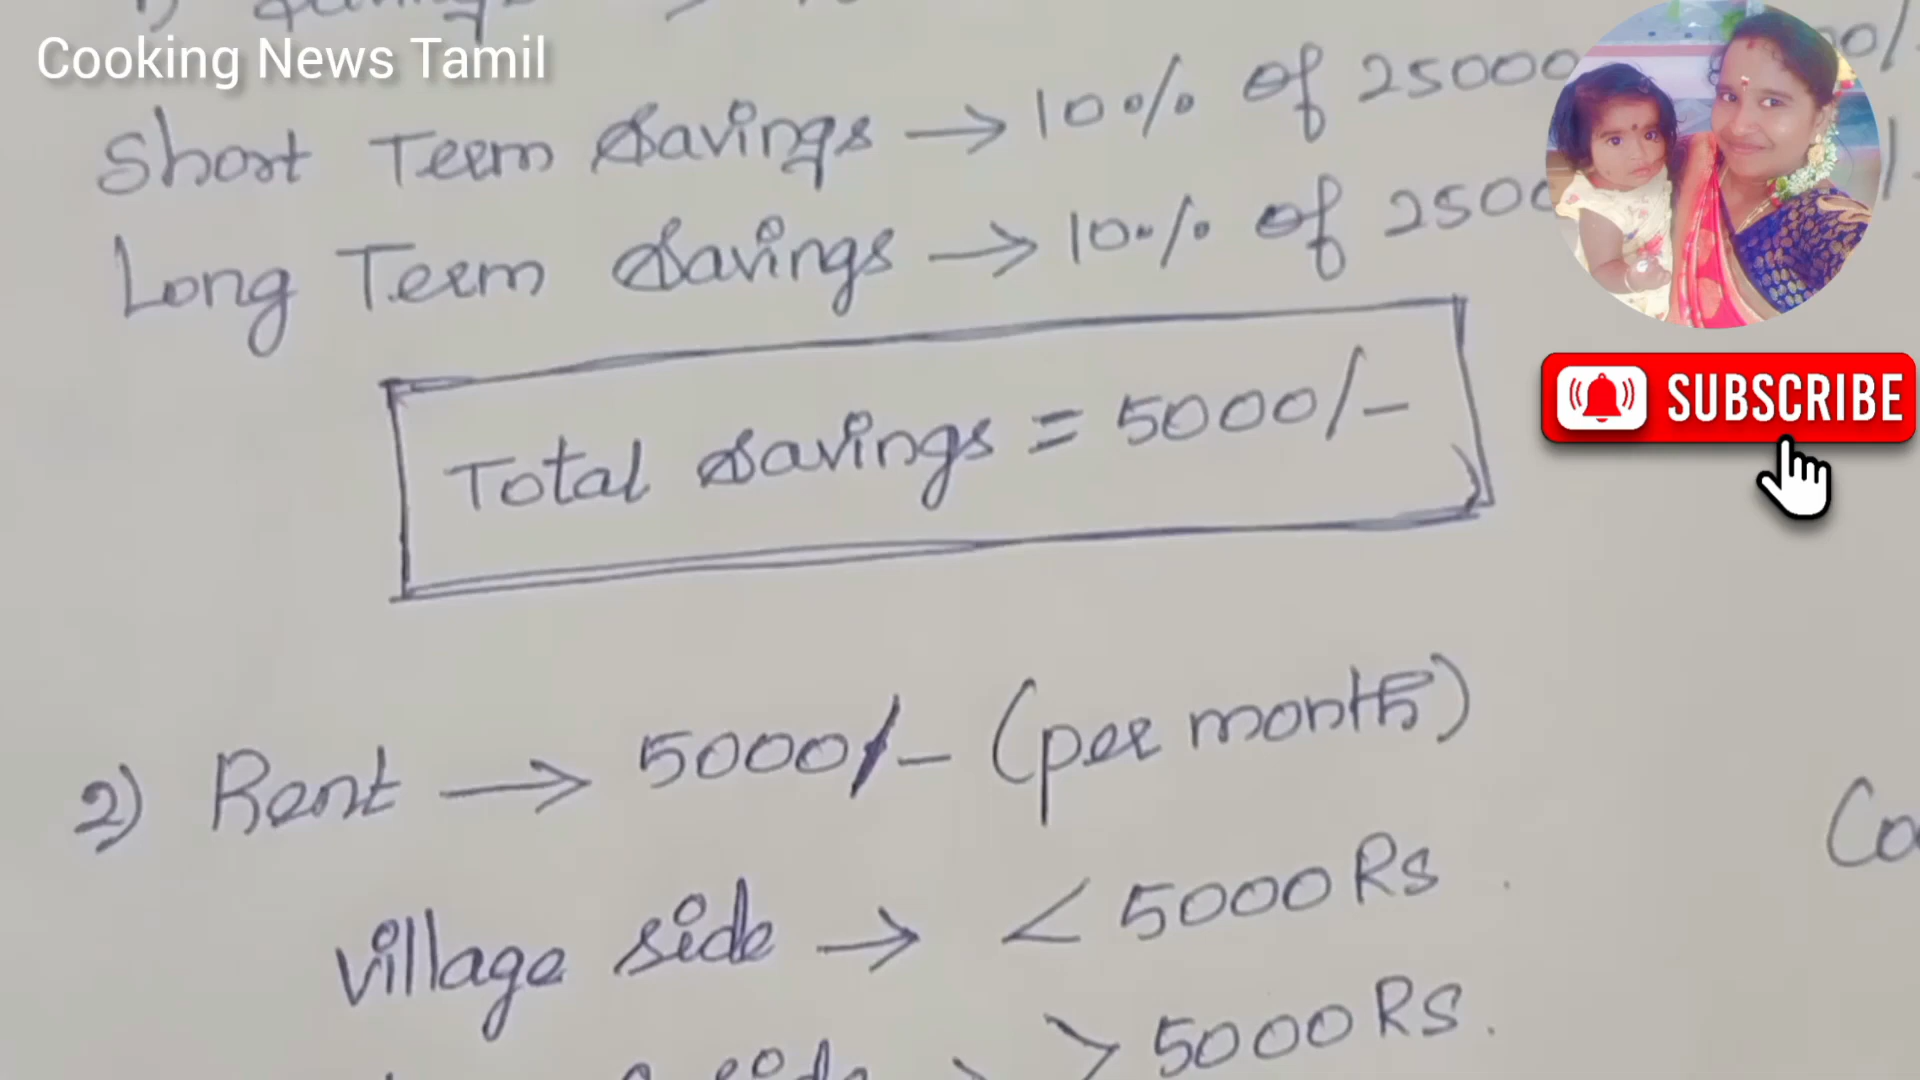 Cooking News Tamil
Short Term Savings → 10% of 25000
Long Term Savings → 10% of 2500
Total Savings = 5000/-
SUBSCRIBE
2) Rent → 5000/- (per month)
village side → < 5000 Rs
> 5000 Rs.